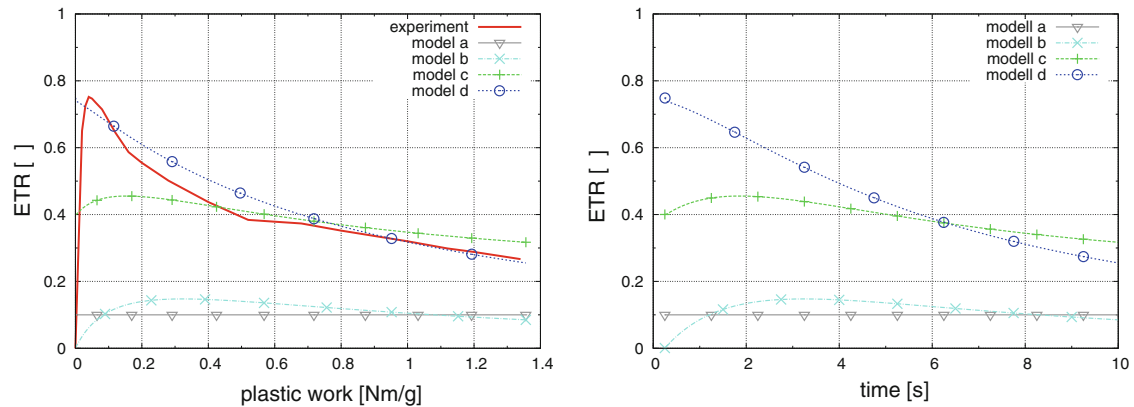 1
0.8
0.6
0.4
0.2
0
ETR [ ]
experiment
model a
model b
model c
model d
0 0.2 0.4 0.6 0.8 1 1.2 1.4
plastic work [Nm/g]
1
0.8
0.6
0.4
0.2
0
ETR [ ]
modell a
modell b
modell c
modell d
0 2 4 6 8 10
time [s]